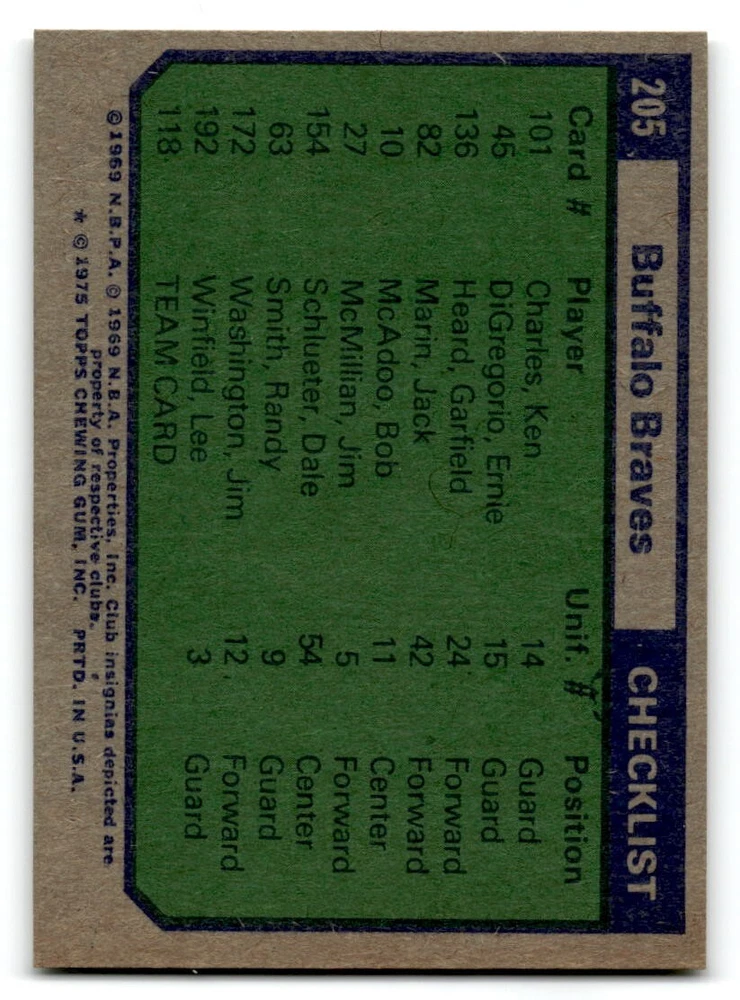 205 Buffalo Braves CHECKLIST
Card # Player Unif. # Position
101 Charles, Ken 14 Guard
46 DiGregorio, Ernie 15 Guard
136 Heard, Garfield 24 Forward
82 Marin, Jack 42 Forward
10 McAdoo, Bob 11 Center
27 McMillian, Jim 5 Forward
154 Schlueter, Dale 54 Center
63 Smith, Randy 9 Guard
172 Washington, Jim 12 Forward
192 Winfield, Lee 3 Guard
118 TEAM CARD
© 1969 N.B.P.A. © 1969 N.B.A. Properties, Inc. Club insignias depicted are
property of respective clubs.
* © 1975 TOPPS CHEWING GUM, INC. PRTD. IN U.S.A.